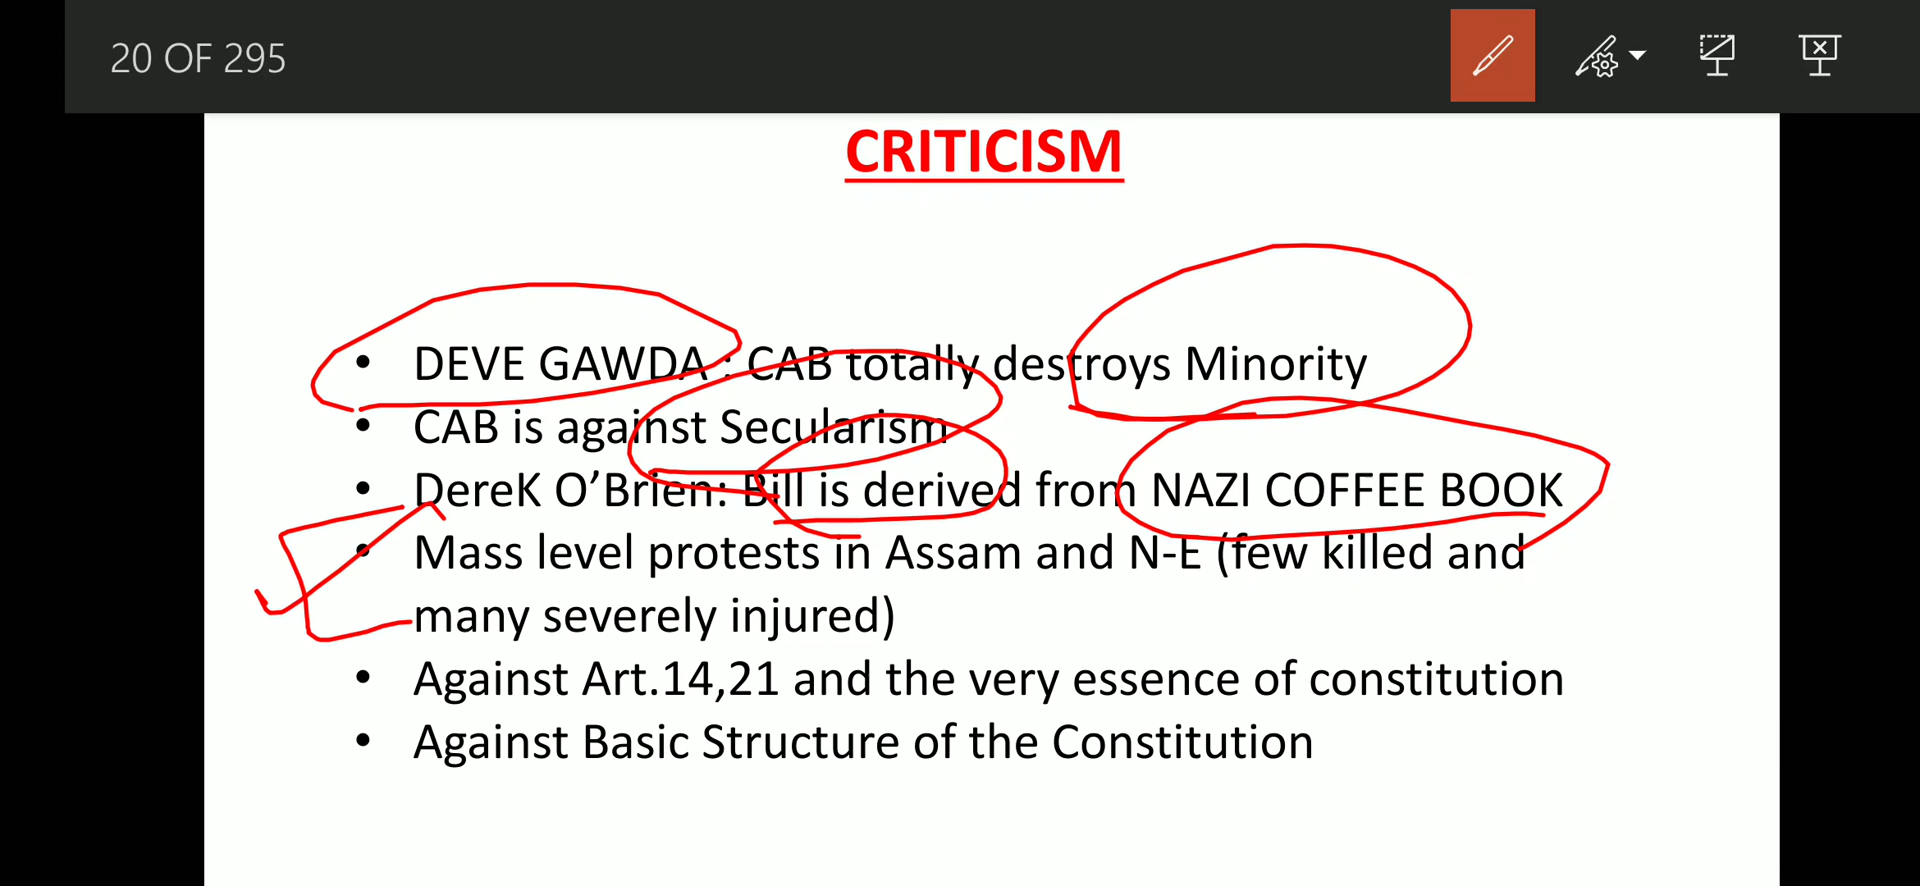 20 OF 295
CRITICISM
• DEVE GAWDA : CAB totally destroys Minority
• CAB is against Secularism
• DereK O’Brien: Bill is derived from NAZI COFFEE BOOK
• Mass level protests in Assam and N-E (few killed and
many severely injured)
• Against Art.14,21 and the very essence of constitution
• Against Basic Structure of the Constitution